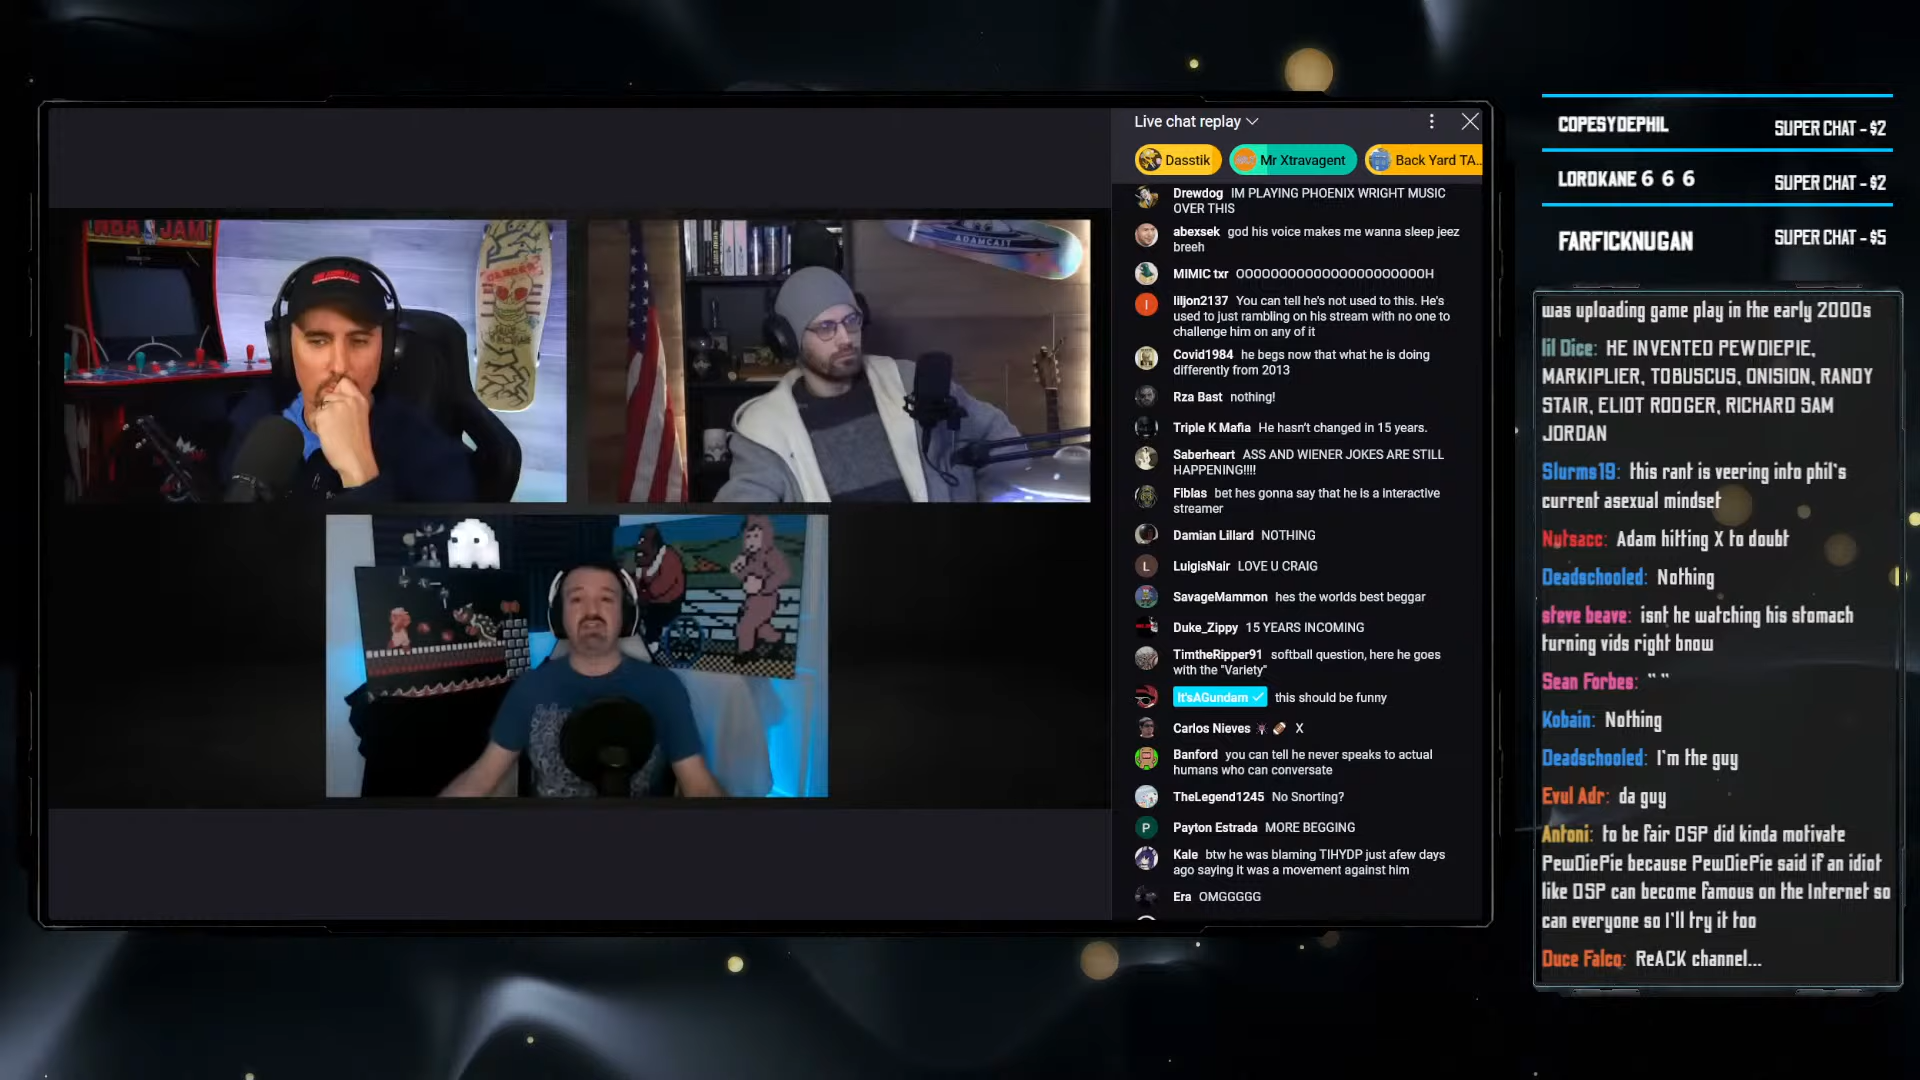 NBA JAM
ADAMCAIT
Live chat replay
Dasstik
Mr Xtravagent
Back Yard TA...
Drewdog IM PLAYING PHOENIX WRIGHT MUSIC
OVER THIS
abexsek god his voice makes me wanna sleep jeez
breeh
MIMIC txr OOOOOOOOOOOOOOOOOOOOOOH
liljon2137 You can tell he's not used to this. He's
used to just rambling on his stream with no one to
challenge him on any of it
Covid1984 he begs now that what he is doing
differently from 2013
Rza Bast nothing!
Triple K Mafia He hasn't changed in 15 years.
Saberheart ASS AND WIENER JOKES ARE STILL
HAPPENING!!!!
Fiblas bet hes gonna say that he is a interactive
streamer
Damian Lillard NOTHING
L
LuigisNair LOVE U CRAIG
SavageMammon hes the worlds best beggar
Duke_Zippy 15 YEARS INCOMING
TimtheRipper91 softball question, here he goes
with the "Variety"
It'sAGundam this should be funny
Carlos Nieves X
Banford you can tell he never speaks to actual
humans who can conversate
TheLegend1245 No Snorting?
P
Payton Estrada MORE BEGGING
Kale btw he was blaming TIHYDP just afew days
ago saying it was a movement against him
Era OMGGGGG
COPESYDEPHIL SUPER CHAT - $2
LORDKANE 6 6 6 SUPER CHAT - $2
FARFICKNUGAN SUPER CHAT - $5
was uploading game play in the early 2000s
lil Dice: HE INVENTED PEWDIEPIE,
MARKIPLIER, TOBUSCUS, ONISION, RANDY
STAIR, ELIOT RODGER, RICHARD SAM
JORDAN
Slurms19: this rant is veering into phil's
current asexual mindset
Nutsacc: Adam hitting X to doubt
Deadschooled: Nothing
steve beave: isnt he watching his stomach
turning vids right bnow
Sean Forbes: " "
Kobain: Nothing
Deadschooled: I'm the guy
Evul Adr: da guy
Antoni: to be fair DSP did kinda motivate
PewDiePie because PewDiePie said if an idiot
like DSP can become famous on the Internet so
can everyone so I'll try it too
Duce Falco: ReACK channel...